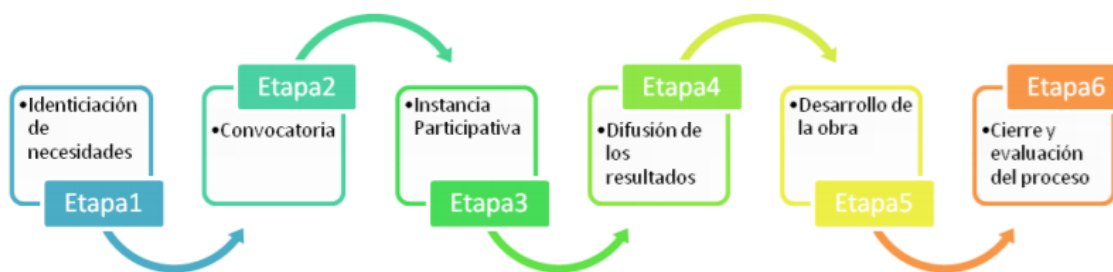 •Identiciación
de
necesidades
Etapa1
Etapa2
•Convocatoria
•Instancia
Participativa
Etapa3
Etapa4
•Difusión de
los
resultados
•Desarrollo de
la obra
Etapa5
Etapa6
•Cierre y
evaluación
del proceso